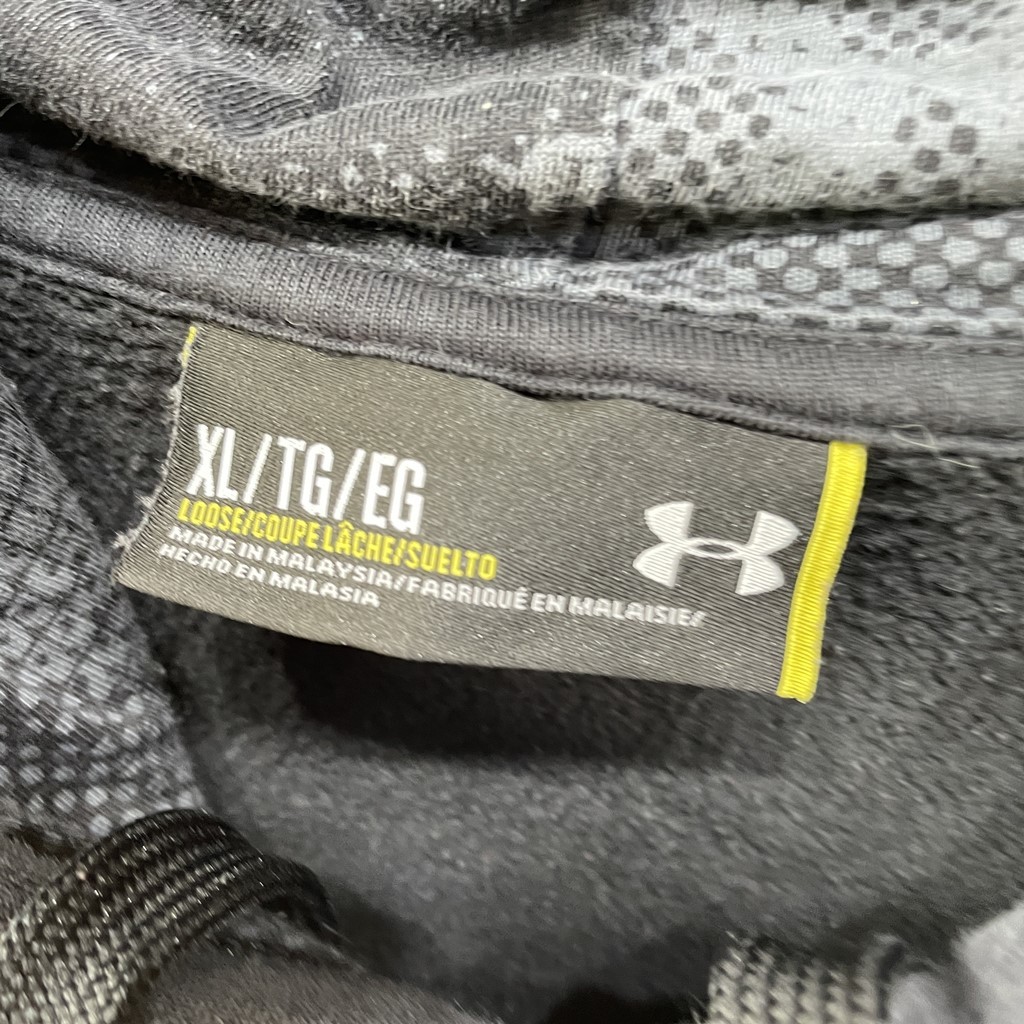 XL/TG/EG
LOOSE/COUPE LÂCHE/SUELTO
MADE IN MALAYSIA/FABRIQUÉ EN MALAISIE/
HECHO EN MALASIA